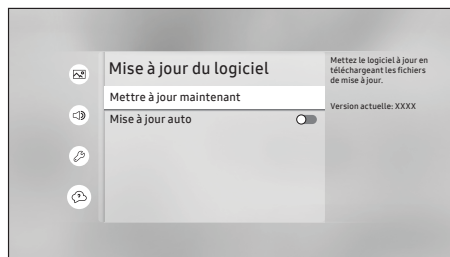 Mise à jour du logiciel
Mettre à jour maintenant
Mise à jour auto
Mettez le logiciel à jour en
téléchargeant les fichiers
de mise à jour.
Version actuelle: XXXX